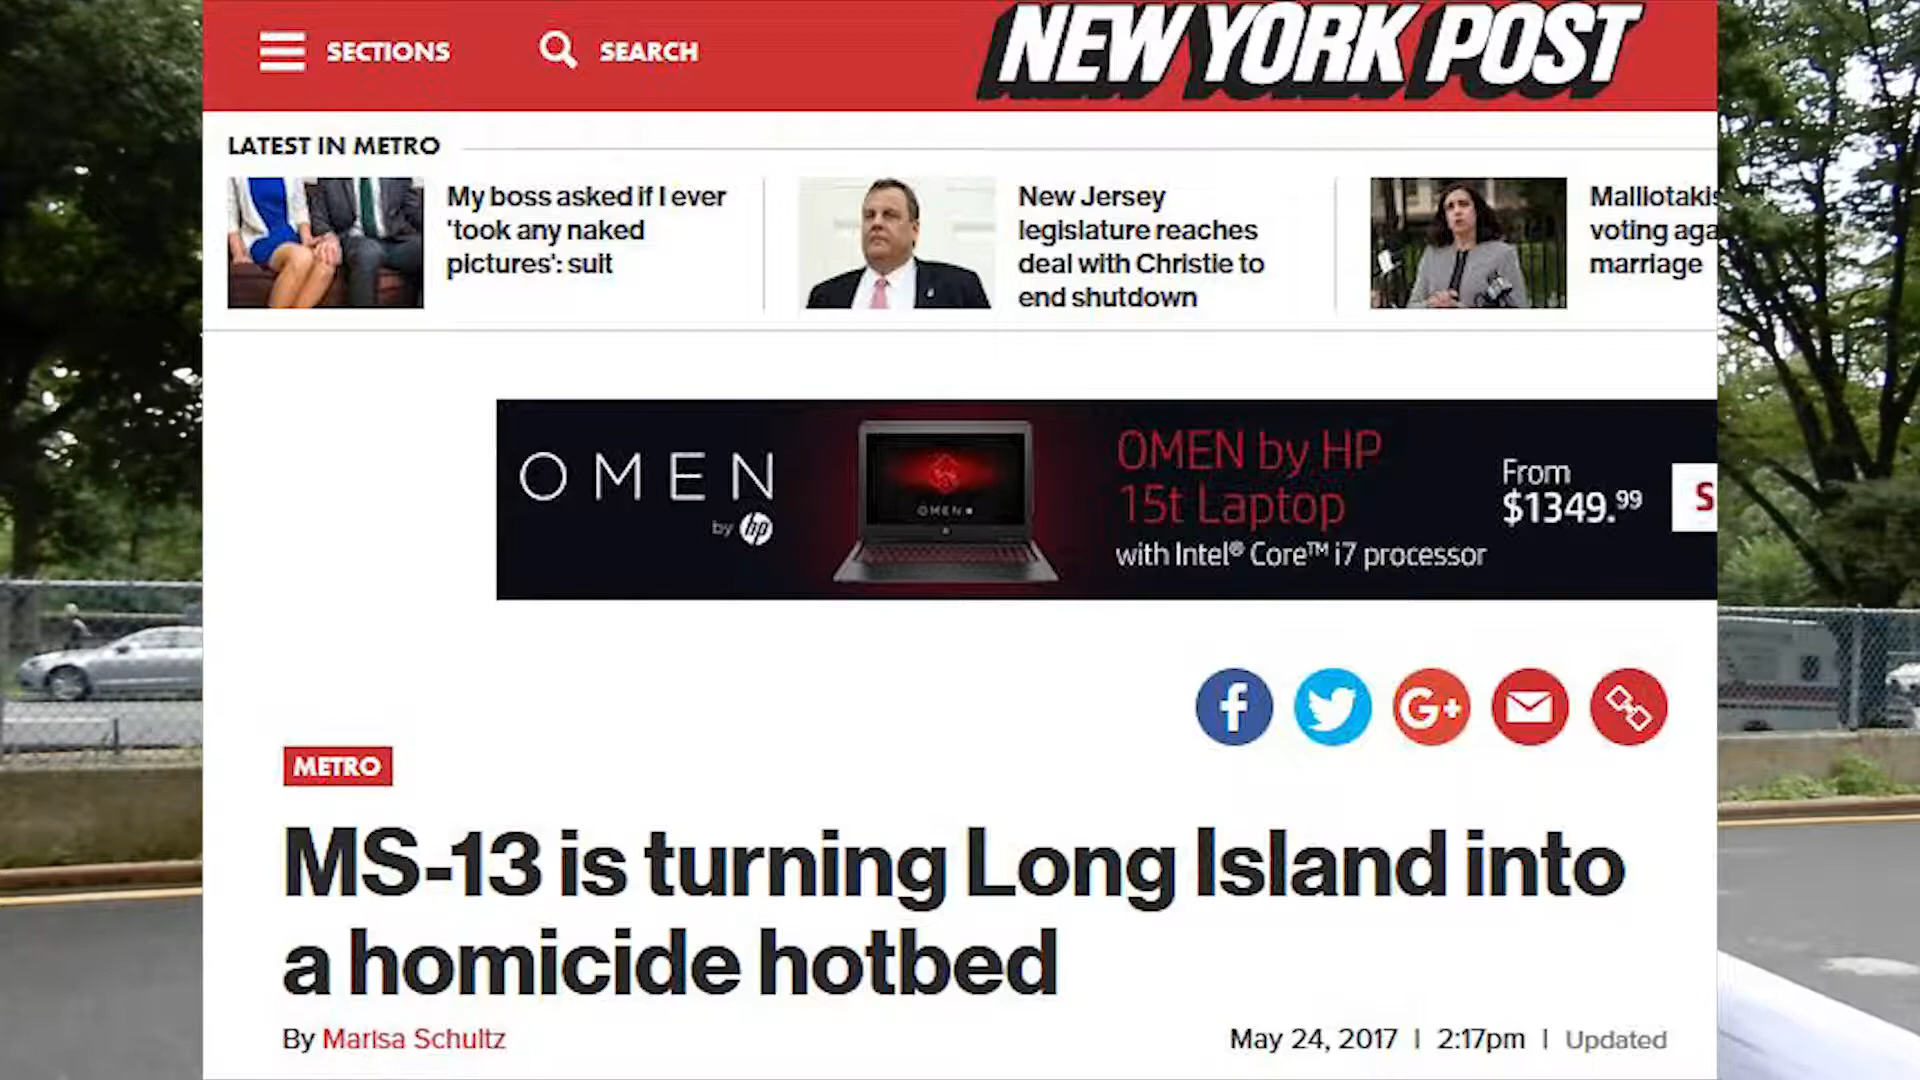 SECTIONS
SEARCH
NEW YORK POST
LATEST IN METRO
My boss asked if I ever
'took any naked
pictures': suit
New Jersey
legislature reaches
deal with Christie to
end shutdown
Malliotakis
voting aga
marriage
OMEN
by hp
OMEN
OMEN by HP
15t Laptop
with Intel® Core™ i7 processor
From
$1349.99
S
f
G+
METRO
MS-13 is turning Long Island into
a homicide hotbed
By Marisa Schultz
May 24, 2017 | 2:17pm | Updated